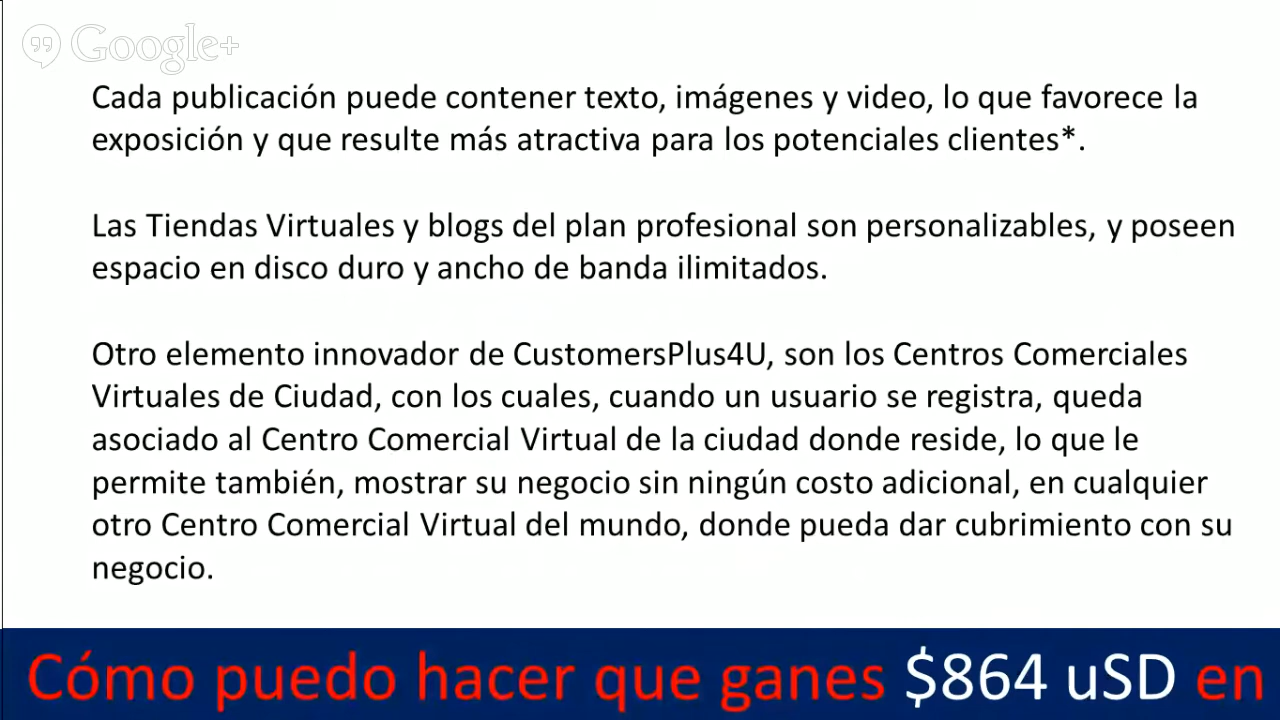 Google+
Cada publicación puede contener texto, imágenes y video, lo que favorece la
exposición y que resulte más atractiva para los potenciales clientes*.
Las Tiendas Virtuales y blogs del plan profesional son personalizables, y poseen
espacio en disco duro y ancho de banda ilimitados.
Otro elemento innovador de CustomersPlus4U, son los Centros Comerciales
Virtuales de Ciudad, con los cuales, cuando un usuario se registra, queda
asociado al Centro Comercial Virtual de la ciudad donde reside, lo que le
permite también, mostrar su negocio sin ningún costo adicional, en cualquier
otro Centro Comercial Virtual del mundo, donde pueda dar cubrimiento con su
negocio.
Cómo puedo hacer que ganes $864 uSD en